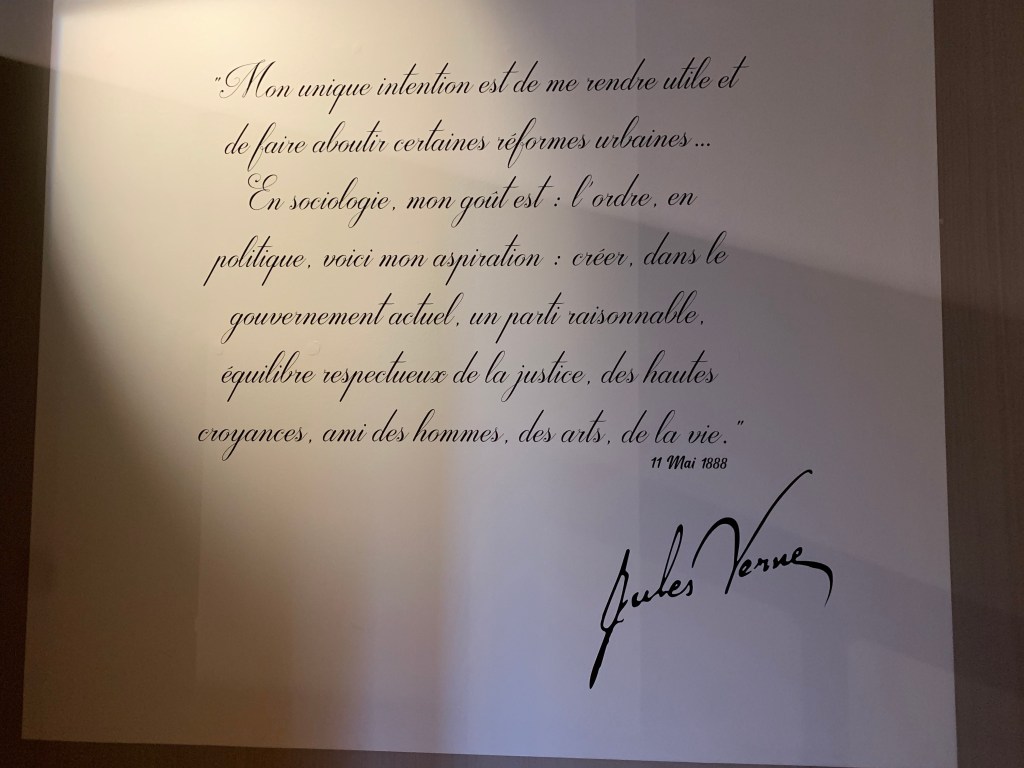 "Mon unique intention est de me rendre utile et
de faire aboutir certaines réformes urbaines...
En sociologie, mon goût est : l'ordre, en
politique, voici mon aspiration : créer, dans le
gouvernement actuel, un parti raisonnable,
équilibre respectueux de la justice, des hautes
croyances, ami des hommes, des arts, de la vie."
11 Mai 1888
Jules Verne